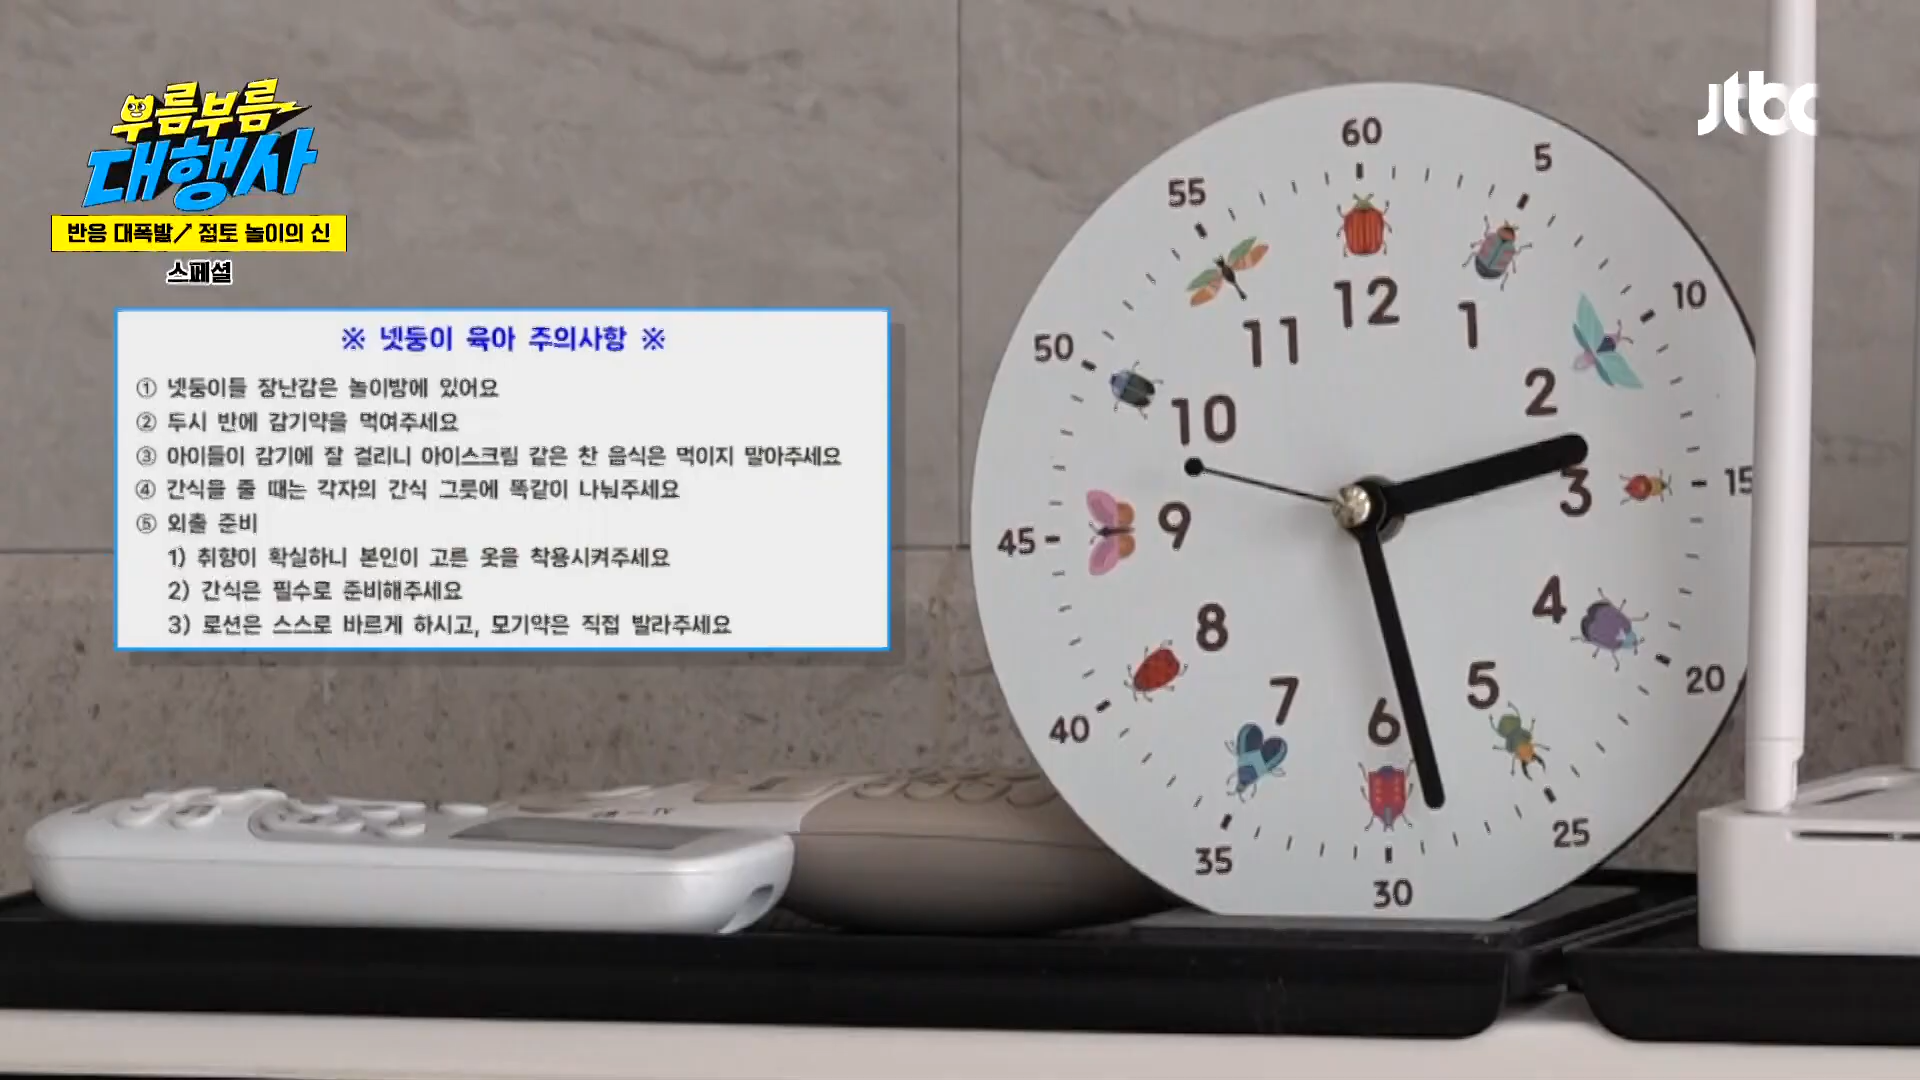 부름부름
대행사
jtbc
반응 대폭발↗ 점토 놀이의 신
스페셜
※ 넷둥이 육아 주의사항 ※
① 넷둥이들 장난감은 놀이방에 있어요
② 두시 반에 감기약을 먹여주세요
③ 아이들이 감기에 잘 걸리니 아이스크림 같은 찬 음식은 먹이지 말아주세요
④ 간식을 줄 때는 각자의 간식 그릇에 똑같이 나눠주세요
⑤ 외출 준비
1) 취향이 확실하니 본인이 고른 옷을 착용시켜주세요
2) 간식은 필수로 준비해주세요
3) 로션은 스스로 바르게 하시고, 모기약은 직접 발라주세요
60
5
10
15
20
25
30
35
40
45
50
55
12
1
2
3
4
5
6
7
8
9
10
11